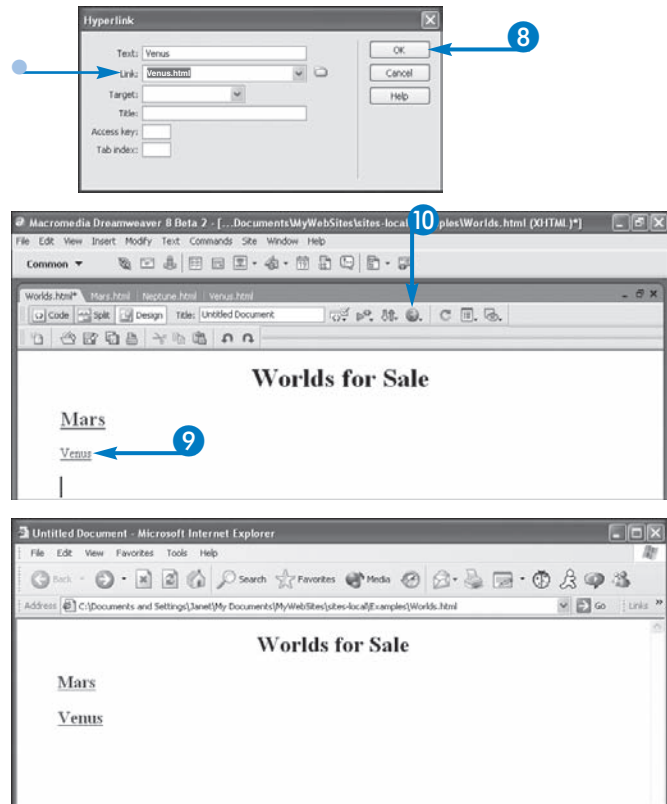 Hyperlink
Text: Venus
OK
8
Link: Venus.html
Cancel
Target:
Help
Title:
Access key:
Tab index:
10
Macromedia Dreamweaver 8 Beta 2 - [...Documents\MyWebSites\sites-local ples\Worlds.html (XHTML)*]
File Edit View Insert Modify Text Commands Site Window Help
Common
Worlds.html* Mars.html Neptune.html Venus.html
Code Split Design Title: Untitled Document
Worlds for Sale
Mars
9
Venus
Untitled Document - Microsoft Internet Explorer
File Edit View Favorites Tools Help
Back Search Favorites Media
Address C:\Documents and Settings\Janet\My Documents\MyWebSites\sites-local\Examples\Worlds.html Go Links »
Worlds for Sale
Mars
Venus